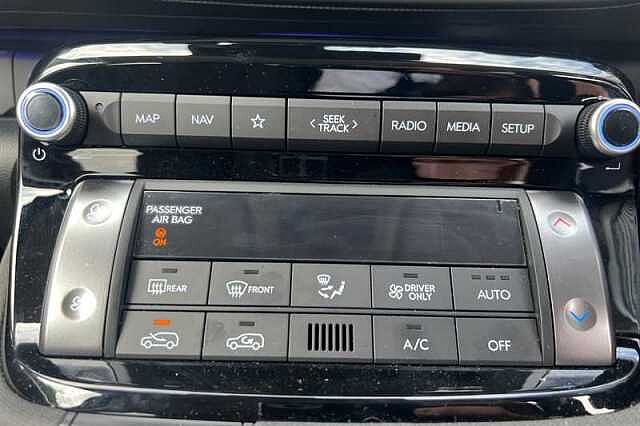 MAP NAV SEEK TRACK RADIO MEDIA SETUP
PASSENGER
AIR BAG
ON
REAR FRONT DRIVER ONLY AUTO
A/C OFF